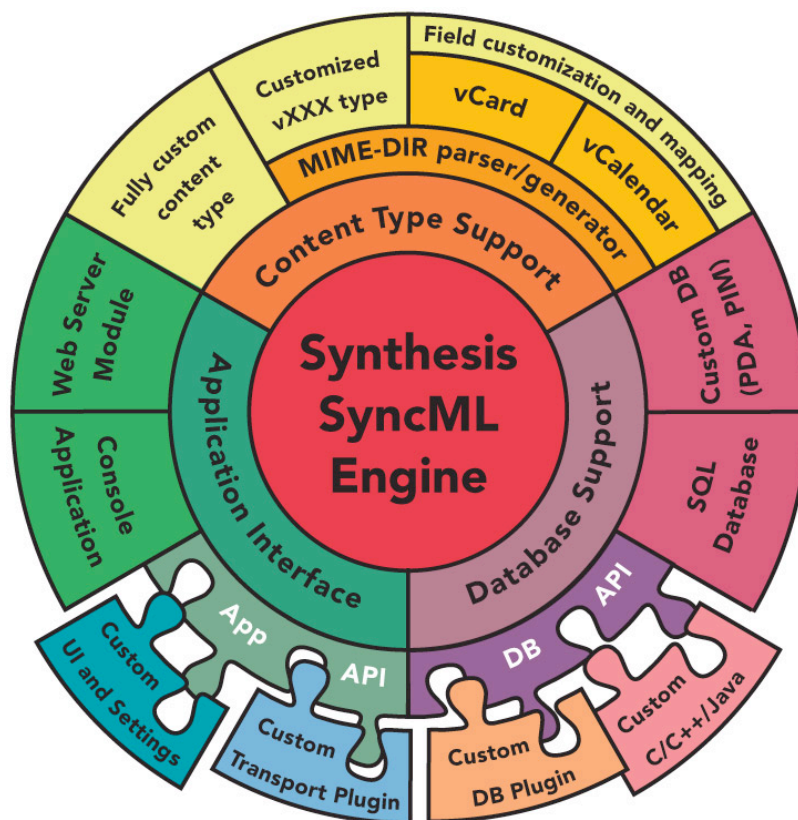 Field customization and mapping
Customized
vXXX type
vCard
vCalendar
Fully custom
content
type
MIME-DIR parser/generator
Content Type Support
Web Server
Module
Custom DB
(PDA, PIM)
Synthesis
SyncML
Engine
Application Interface
Database Support
Console
Application
SQL
Database
App
API
DB
API
Custom
UI and Settings
Custom
Transport Plugin
Custom
DB Plugin
Custom
C/C++/Java